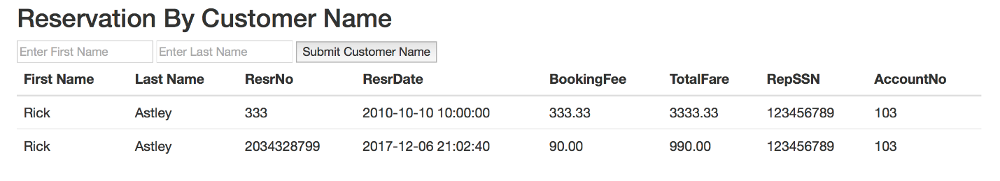 Reservation By Customer Name
Enter First Name Enter Last Name Submit Customer Name
First Name Last Name ResrNo ResrDate BookingFee TotalFare RepSSN AccountNo
Rick Astley 333 2010-10-10 10:00:00 333.33 3333.33 123456789 103
Rick Astley 2034328799 2017-12-06 21:02:40 90.00 990.00 123456789 103